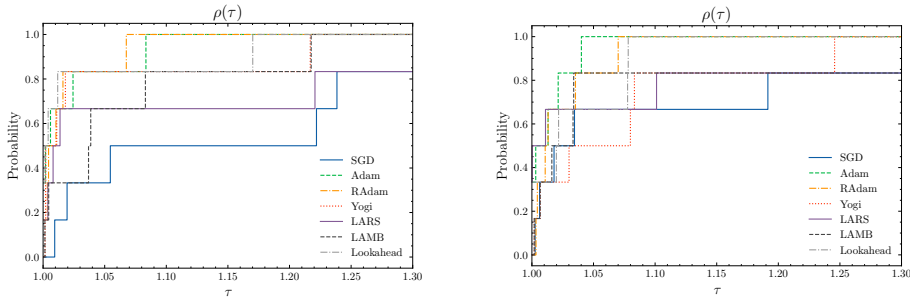 ρ(τ)
Probability
1.0
0.8
0.6
0.4
0.2
0.0
SGD
Adam
RAdam
Yogi
LARS
LAMB
Lookahead
1.00 1.05 1.10 1.15 1.20 1.25 1.30
τ
ρ(τ)
Probability
1.0
0.8
0.6
0.4
0.2
0.0
SGD
Adam
RAdam
Yogi
LARS
LAMB
Lookahead
1.00 1.05 1.10 1.15 1.20 1.25 1.30
τ